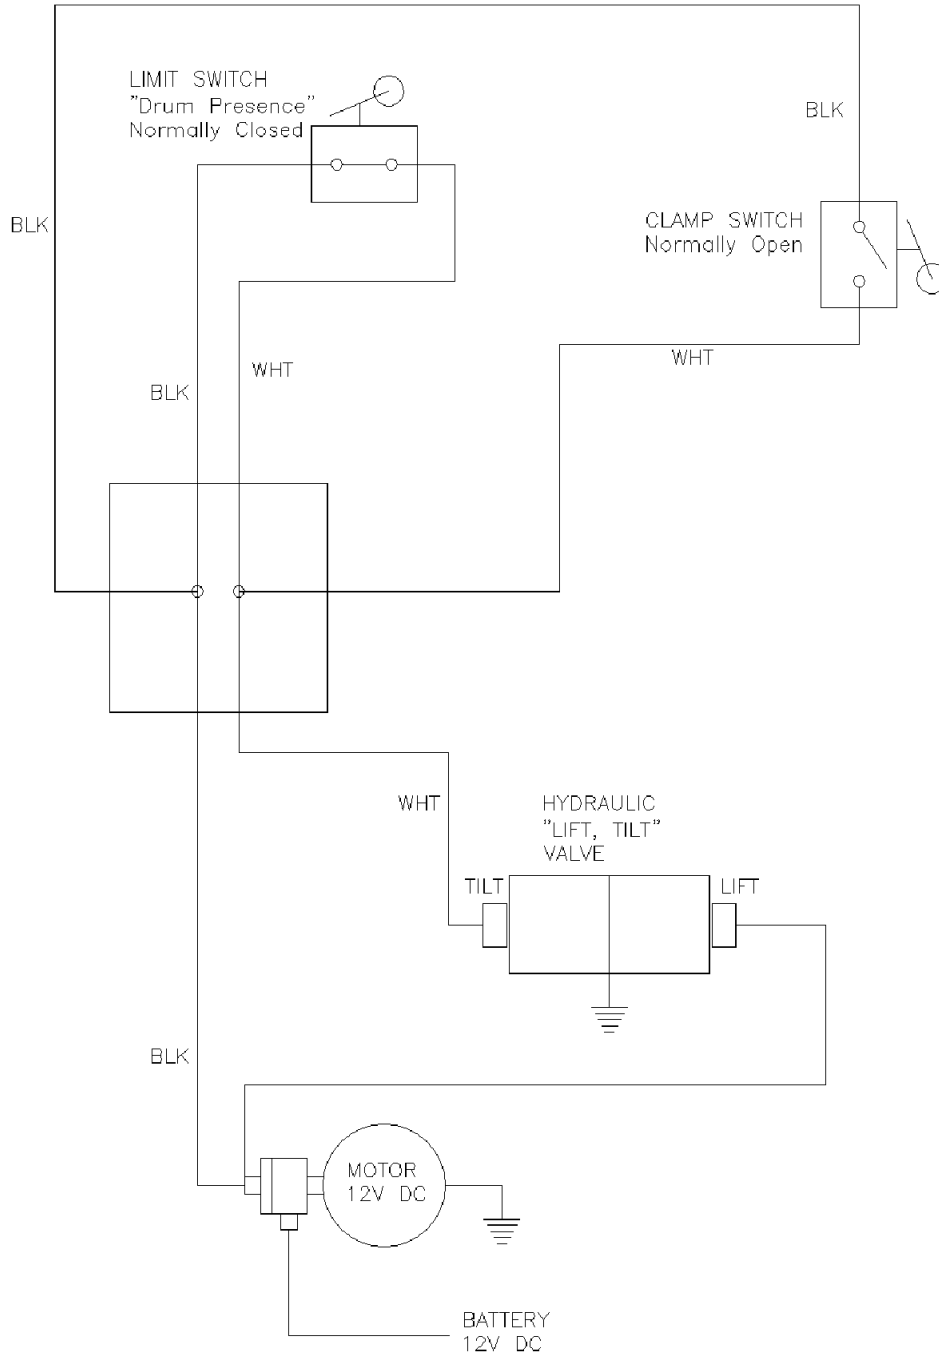 LIMIT SWITCH
"Drum Presence"
Normally Closed
BLK
BLK
CLAMP SWITCH
Normally Open
WHT
WHT
BLK
WHT
HYDRAULIC
"LIFT, TILT"
VALVE
TILT
LIFT
BLK
MOTOR
12V DC
BATTERY
12V DC